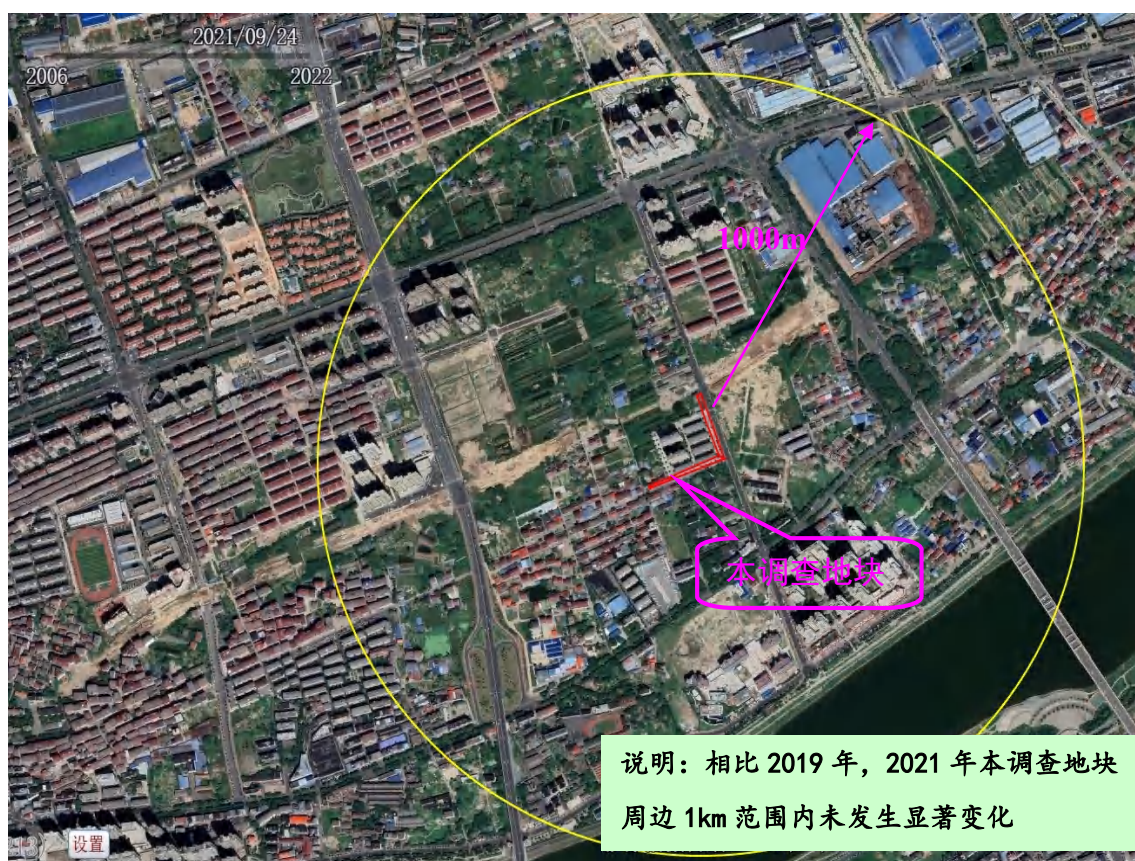 2021/09/24
2006
2022
1000m
本调查地块
说明：相比 2019 年，2021 年本调查地块
周边 1km 范围内未发生显著变化
设置